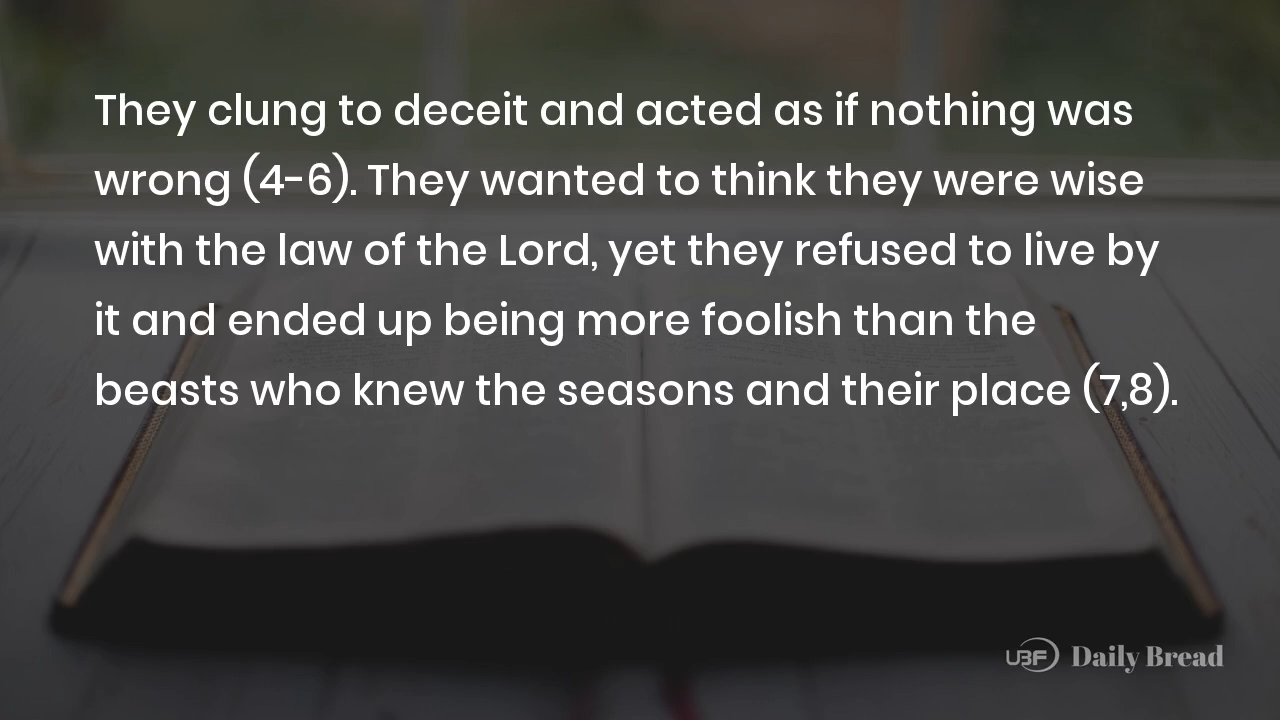 They clung to deceit and acted as if nothing was
wrong (4-6). They wanted to think they were wise
with the law of the Lord, yet they refused to live by
it and ended up being more foolish than the
beasts who knew the seasons and their place (7,8).
UBF Daily Bread